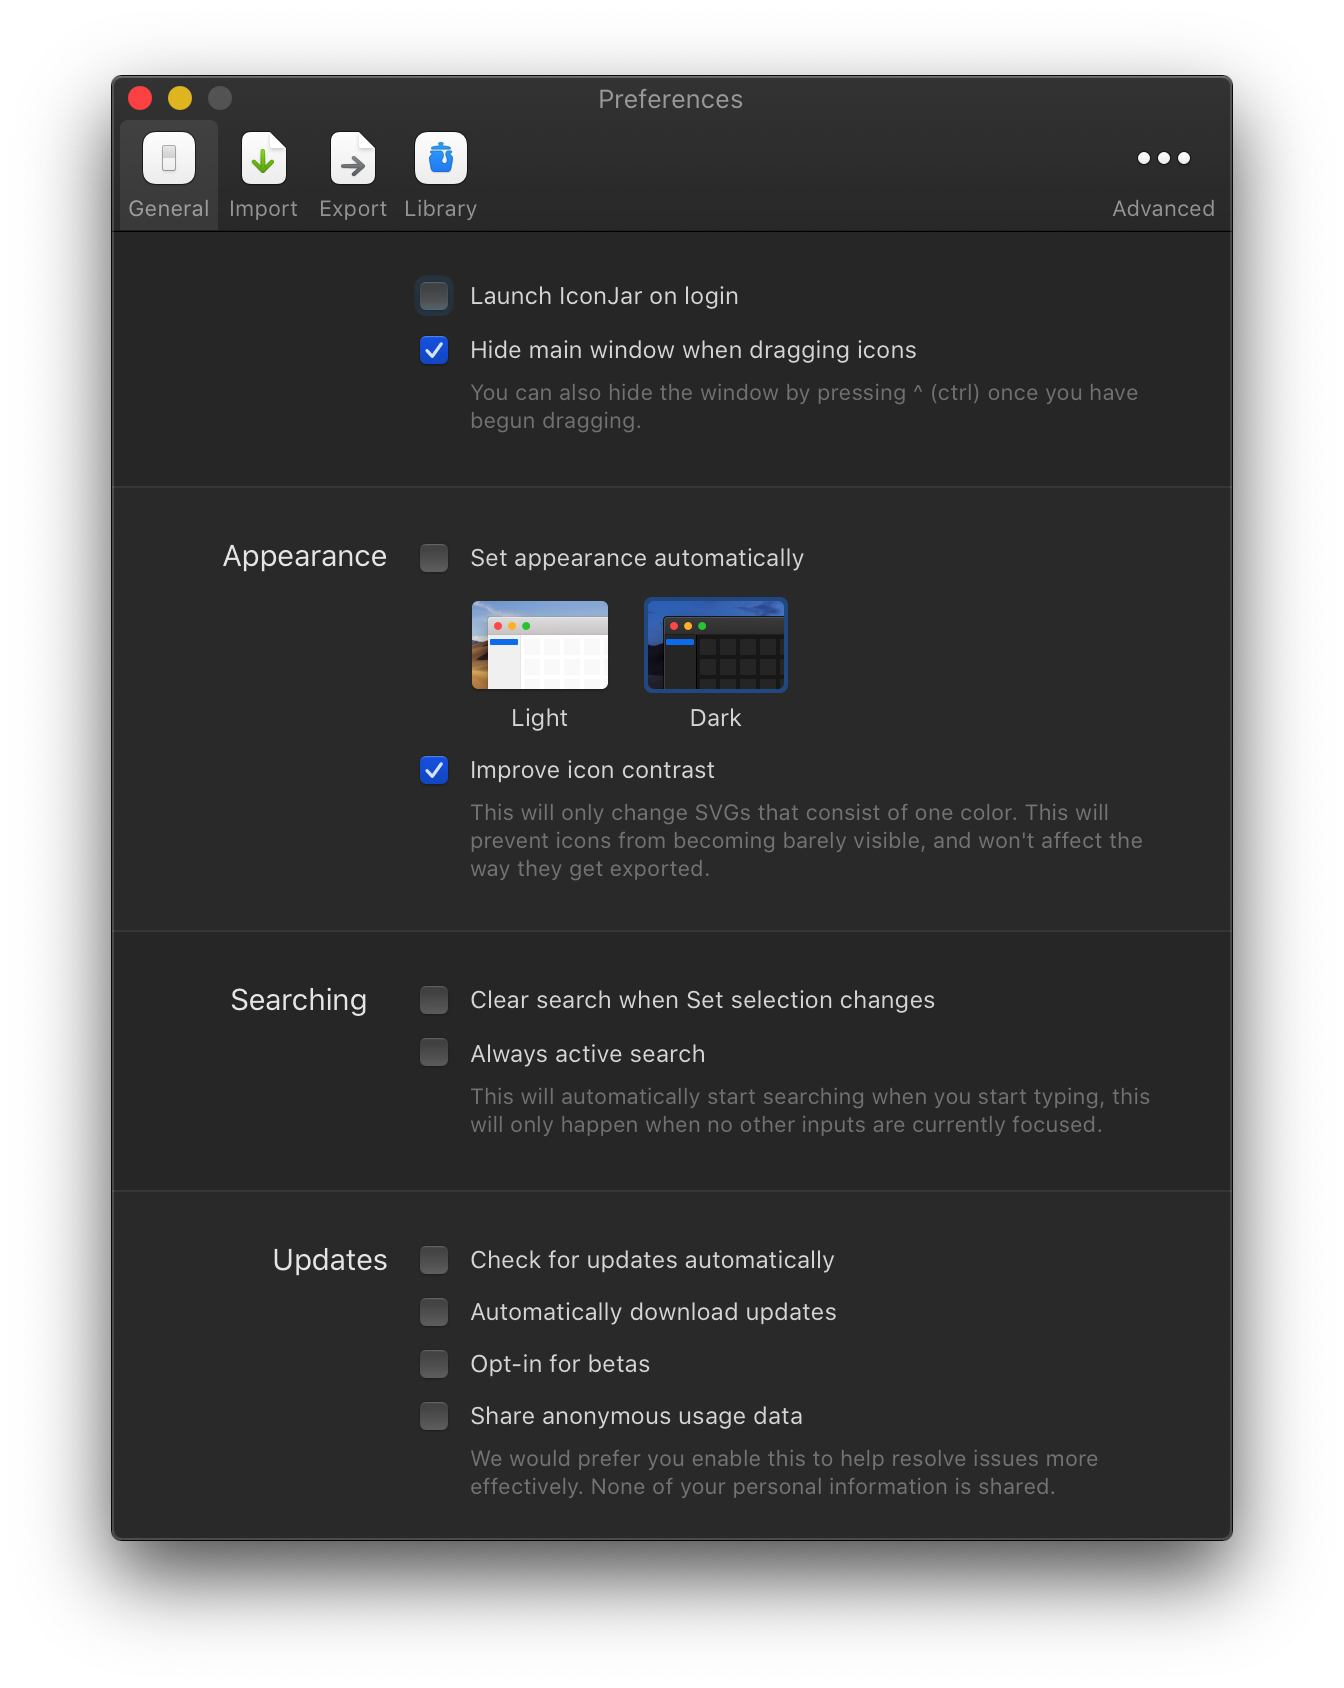 Preferences
General Import Export Library Advanced
Launch IconJar on login
Hide main window when dragging icons
You can also hide the window by pressing ^ (ctrl) once you have
begun dragging.
Appearance Set appearance automatically
Light Dark
Improve icon contrast
This will only change SVGs that consist of one color. This will
prevent icons from becoming barely visible, and won't affect the
way they get exported.
Searching Clear search when Set selection changes
Always active search
This will automatically start searching when you start typing, this
will only happen when no other inputs are currently focused.
Updates Check for updates automatically
Automatically download updates
Opt-in for betas
Share anonymous usage data
We would prefer you enable this to help resolve issues more
effectively. None of your personal information is shared.